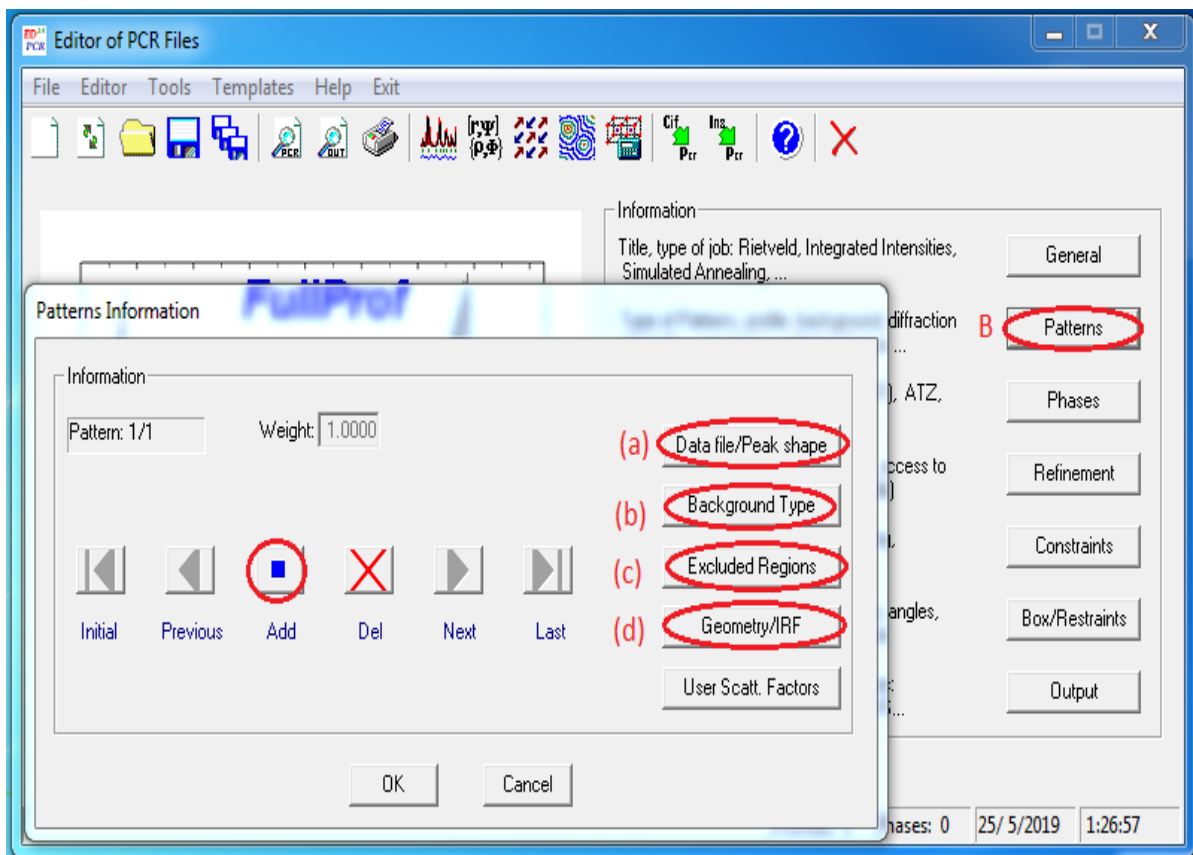 ED
PCR
Editor of PCR Files
X
File Editor Tools Templates Help Exit
PCR
OUT
[r,Ψ]
{ρ,Φ}
Cif
Pcr
Ins
Pcr
?
Information
Title, type of job: Rietveld, Integrated Intensities,
Simulated Annealing, ...
General
FullProf
diffraction
...
B
Patterns
), ATZ,
Phases
ccess to
)
Refinement
Constraints
angles,
Box/Restraints
Output
Patterns Information
Information
Pattern: 1/1
Weight: 1.0000
(a) Data file/Peak shape
(b) Background Type
(c) Excluded Regions
(d) Geometry/IRF
User Scatt. Factors
Initial Previous Add Del Next Last
OK Cancel
hases: 0 25/ 5/2019 1:26:57